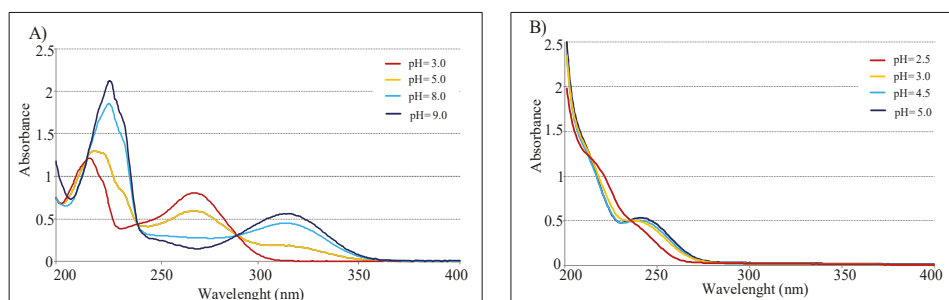 A)
2.5
2
1.5
1
0.5
0
Absorbance
pH= 3.0
pH= 5.0
pH= 8.0
pH= 9.0
200 250 300 350 400
Wavelenght (nm)
B)
2.5
2
1.5
1
0.5
0
Absorbance
pH= 2.5
pH= 3.0
pH= 4.5
pH= 5.0
200 250 300 350 400
Wavelenght (nm)